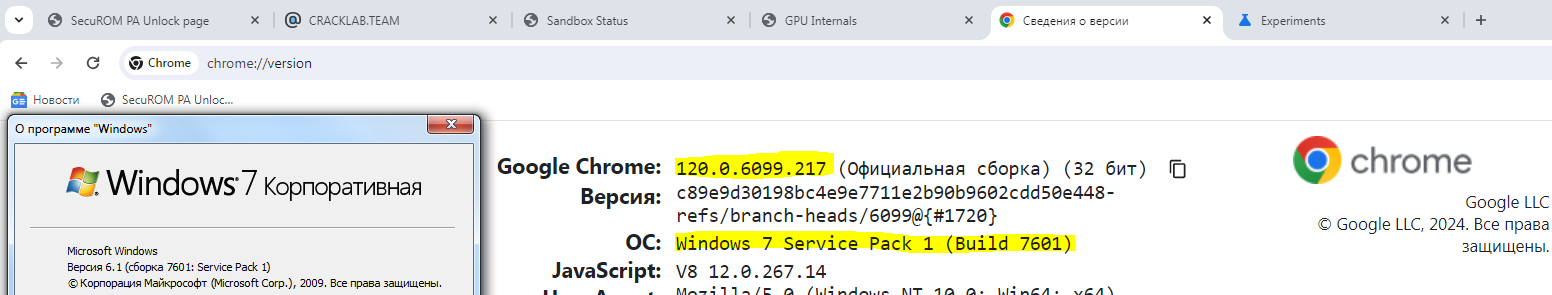 SecuROM PA Unlock page
CRACKLAB.TEAM
Sandbox Status
GPU Internals
Сведения о версии
Experiments
Chrome
chrome://version
Новости
SecuROM PA Unloc...
О программе "Windows"
Windows 7 Корпоративная
Microsoft Windows
Версия 6.1 (сборка 7601: Service Pack 1)
© Корпорация Майкрософт (Microsoft Corp.), 2009. Все права защищены.
Google Chrome: 120.0.6099.217 (Официальная сборка) (32 бит)
Версия: c89e9d30198bc4e9e7711e2b90b9602cdd50e448-
refs/branch-heads/6099@{#1720}
ОС: Windows 7 Service Pack 1 (Build 7601)
JavaScript: V8 12.0.267.14
Mozilla/5.0 (Windows NT 10.0; Win64; x64)
chrome
Google LLC
© Google LLC, 2024. Все права
защищены.